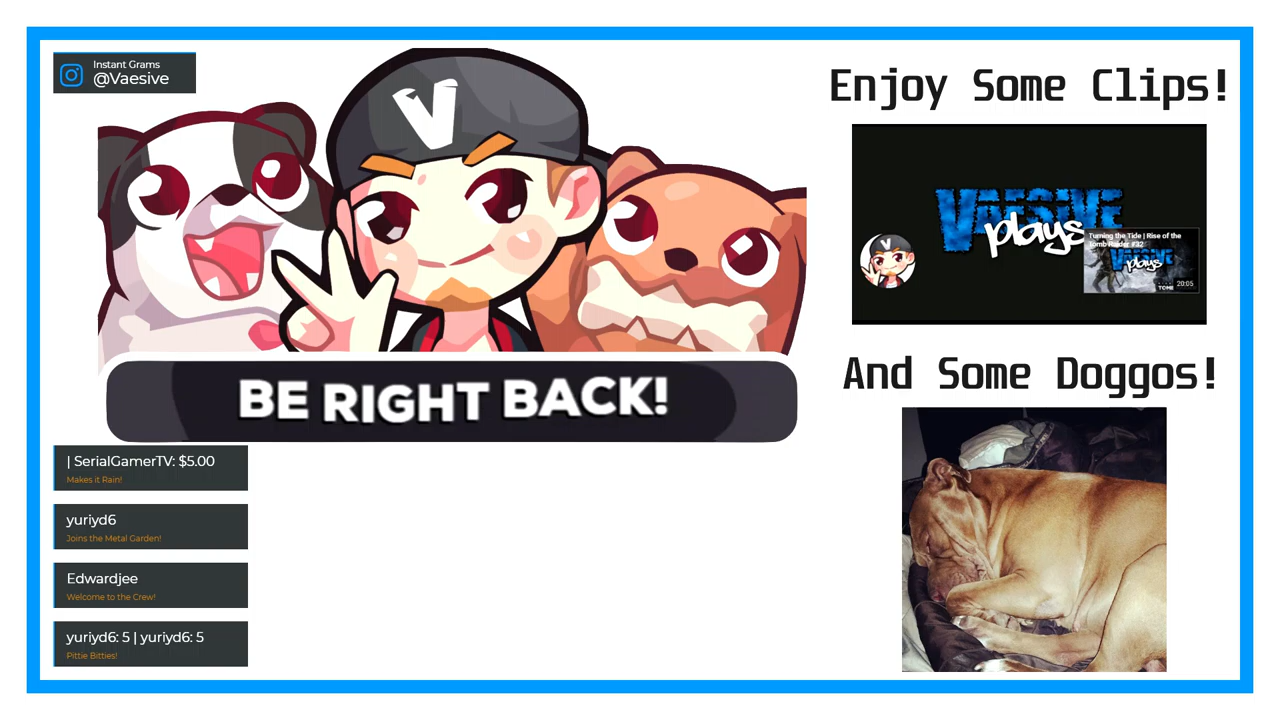 Instant Grams
@Vaesive
V
BE RIGHT BACK!
| SerialGamerTV: $5.00
Makes it Rain!
yuriyd6
Joins the Metal Garden!
Edwardjee
Welcome to the Crew!
yuriyd6: 5 | yuriyd6: 5
Pittie Bitties!
Enjoy Some Clips!
VAESIVE
plays
Turning the Tide | Rise of the
Tomb Raider #32
VAESIVE
plays
20:05
And Some Doggos!